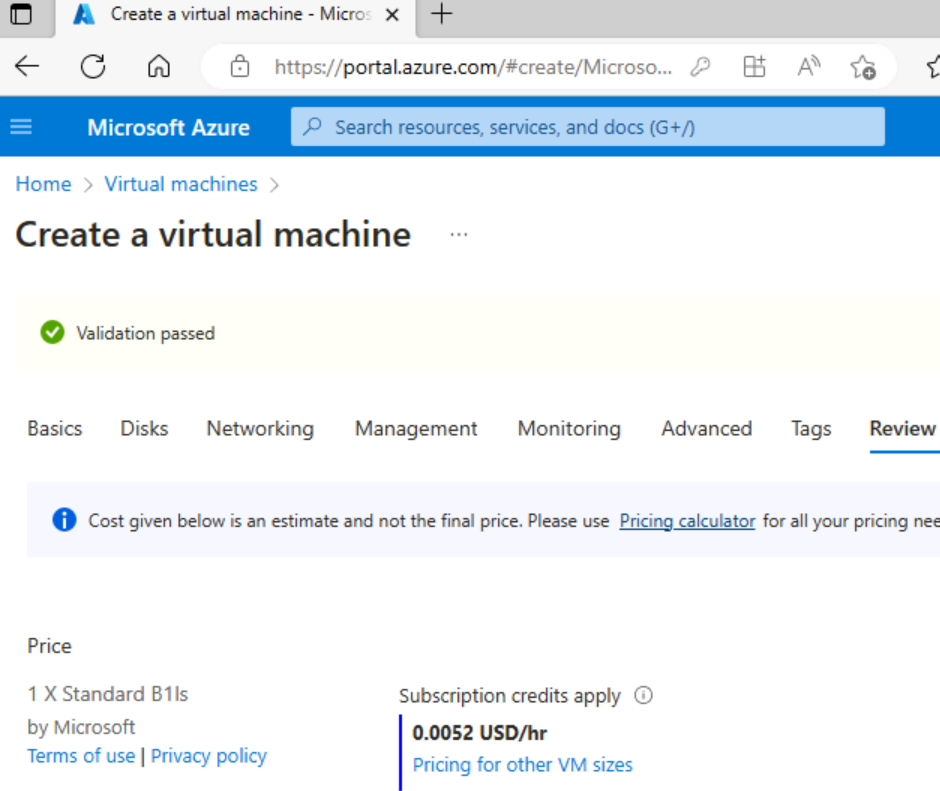 Create a virtual machine - Micros
https://portal.azure.com/#create/Microso...
Microsoft Azure
Search resources, services, and docs (G+/)
Home > Virtual machines >
Create a virtual machine ...
Validation passed
Basics Disks Networking Management Monitoring Advanced Tags Review
Cost given below is an estimate and not the final price. Please use Pricing calculator for all your pricing nee
Price
1 X Standard B1ls
by Microsoft
Terms of use | Privacy policy
Subscription credits apply
0.0052 USD/hr
Pricing for other VM sizes